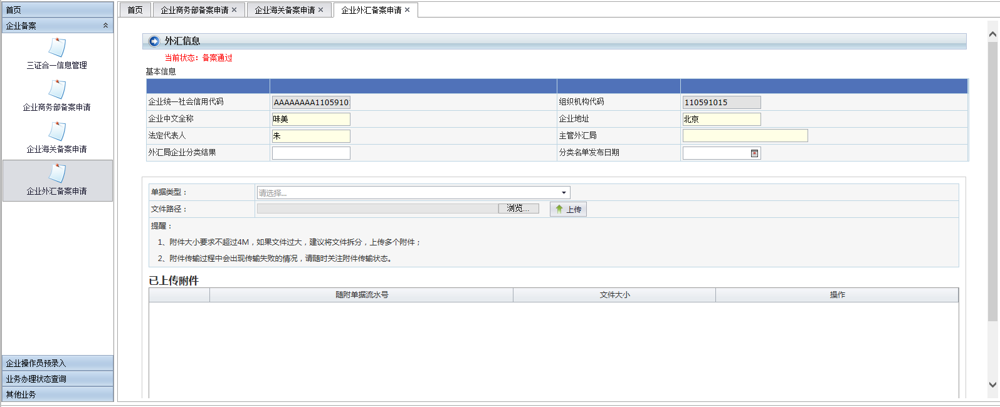 首页
企业备案
三证合一信息管理
企业商务部备案申请
企业海关备案申请
企业外汇备案申请
企业操作员预录入
业务办理状态查询
其他业务
首页 企业商务部备案申请 × 企业海关备案申请 × 企业外汇备案申请 ×
外汇信息
当前状态：备案通过
基本信息
企业统一社会信用代码 AAAAAAAA110591015 组织机构代码 110591015
企业中文全称 味美 企业地址 北京
法定代表人 朱 主管外汇局
外汇局企业分类结果 分类名单发布日期
单据类型： 请选择...
文件路径： 浏览... 上传
提醒：
1、附件大小要求不超过4M，如果文件过大，建议将文件拆分，上传多个附件；
2、附件传输过程中会出现传输失败的情况，请随时关注附件传输状态。
已上传附件
随附单据流水号 文件大小 操作